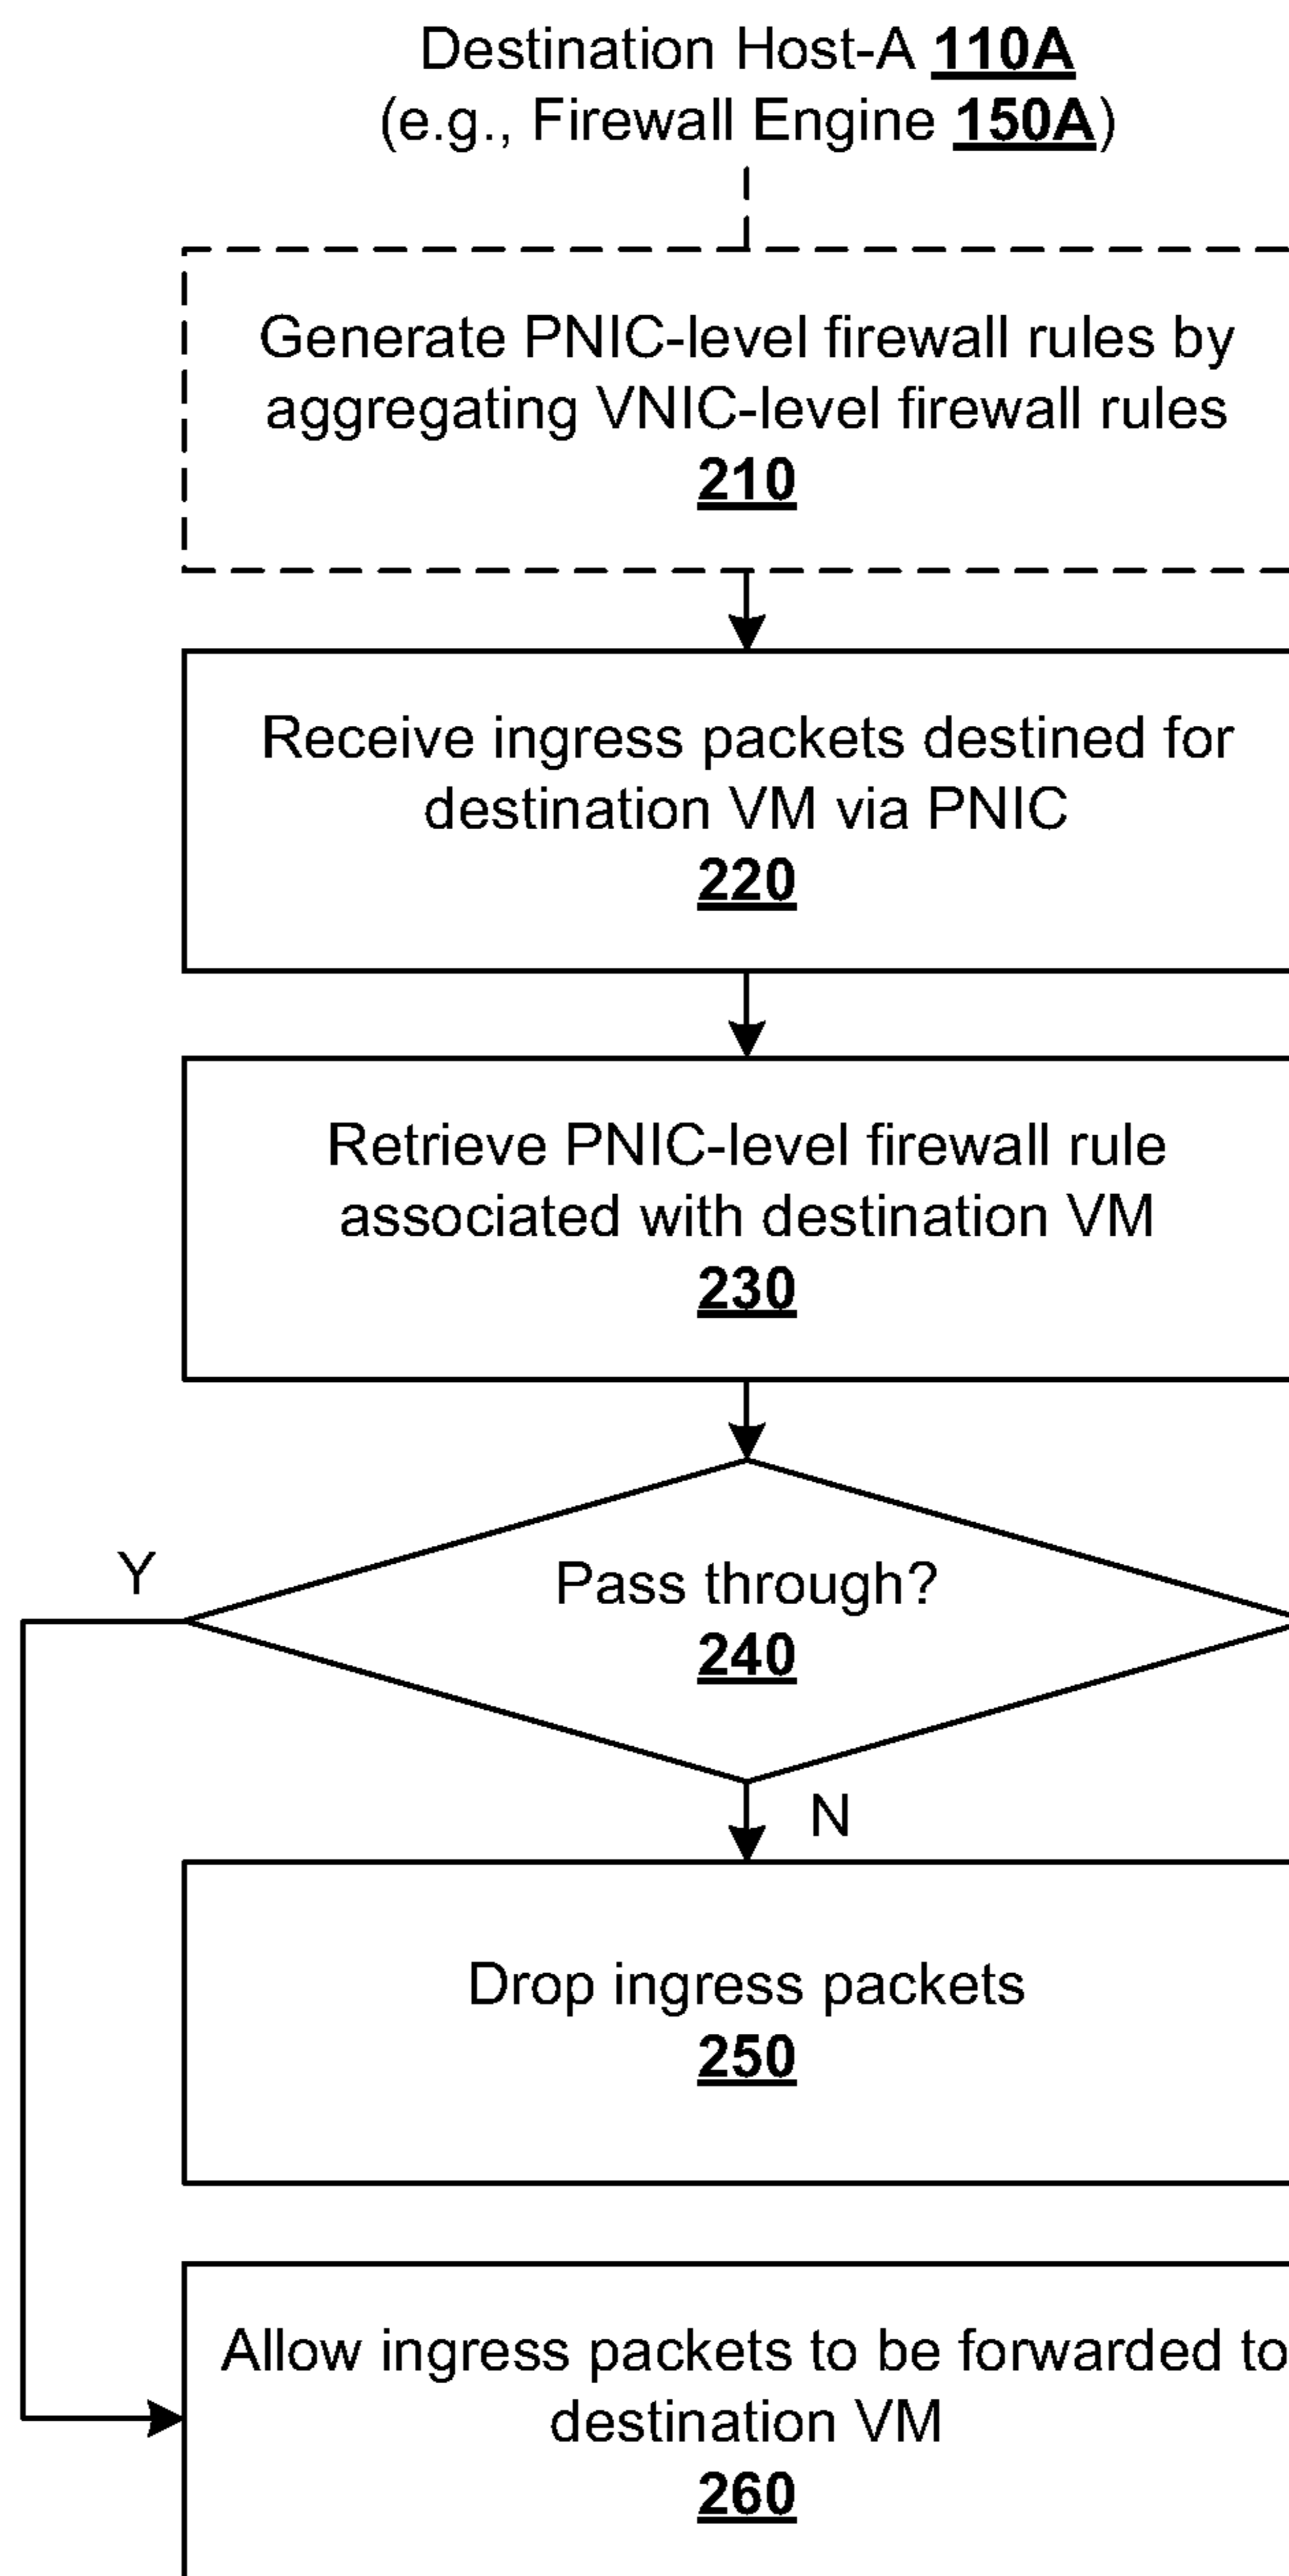 Destination Host-A 110A
(e.g., Firewall Engine 150A)
Generate PNIC-level firewall rules by
aggregating VNIC-level firewall rules
210
Receive ingress packets destined for
destination VM via PNIC
220
Retrieve PNIC-level firewall rule
associated with destination VM
230
Y
Pass through?
240
N
Drop ingress packets
250
Allow ingress packets to be forwarded to
destination VM
260